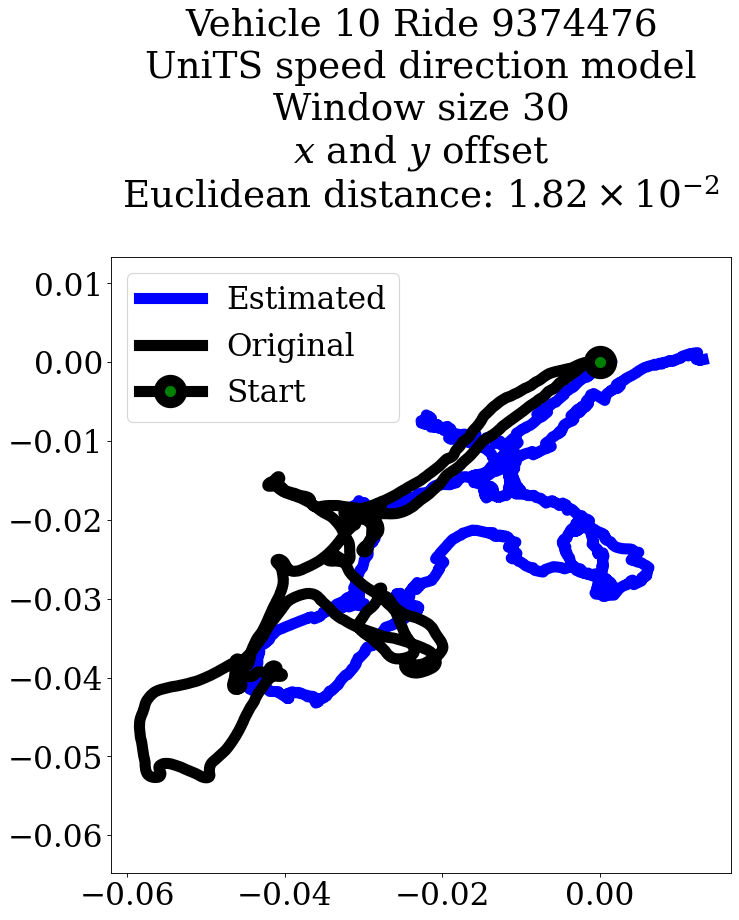 Vehicle 10 Ride 9374476
UniTS speed direction model
Window size 30
x and y offset
Euclidean distance: 1.82 × 10⁻²
Estimated
Original
Start
0.01
0.00
−0.01
−0.02
−0.03
−0.04
−0.05
−0.06
−0.06 −0.04 −0.02 0.00